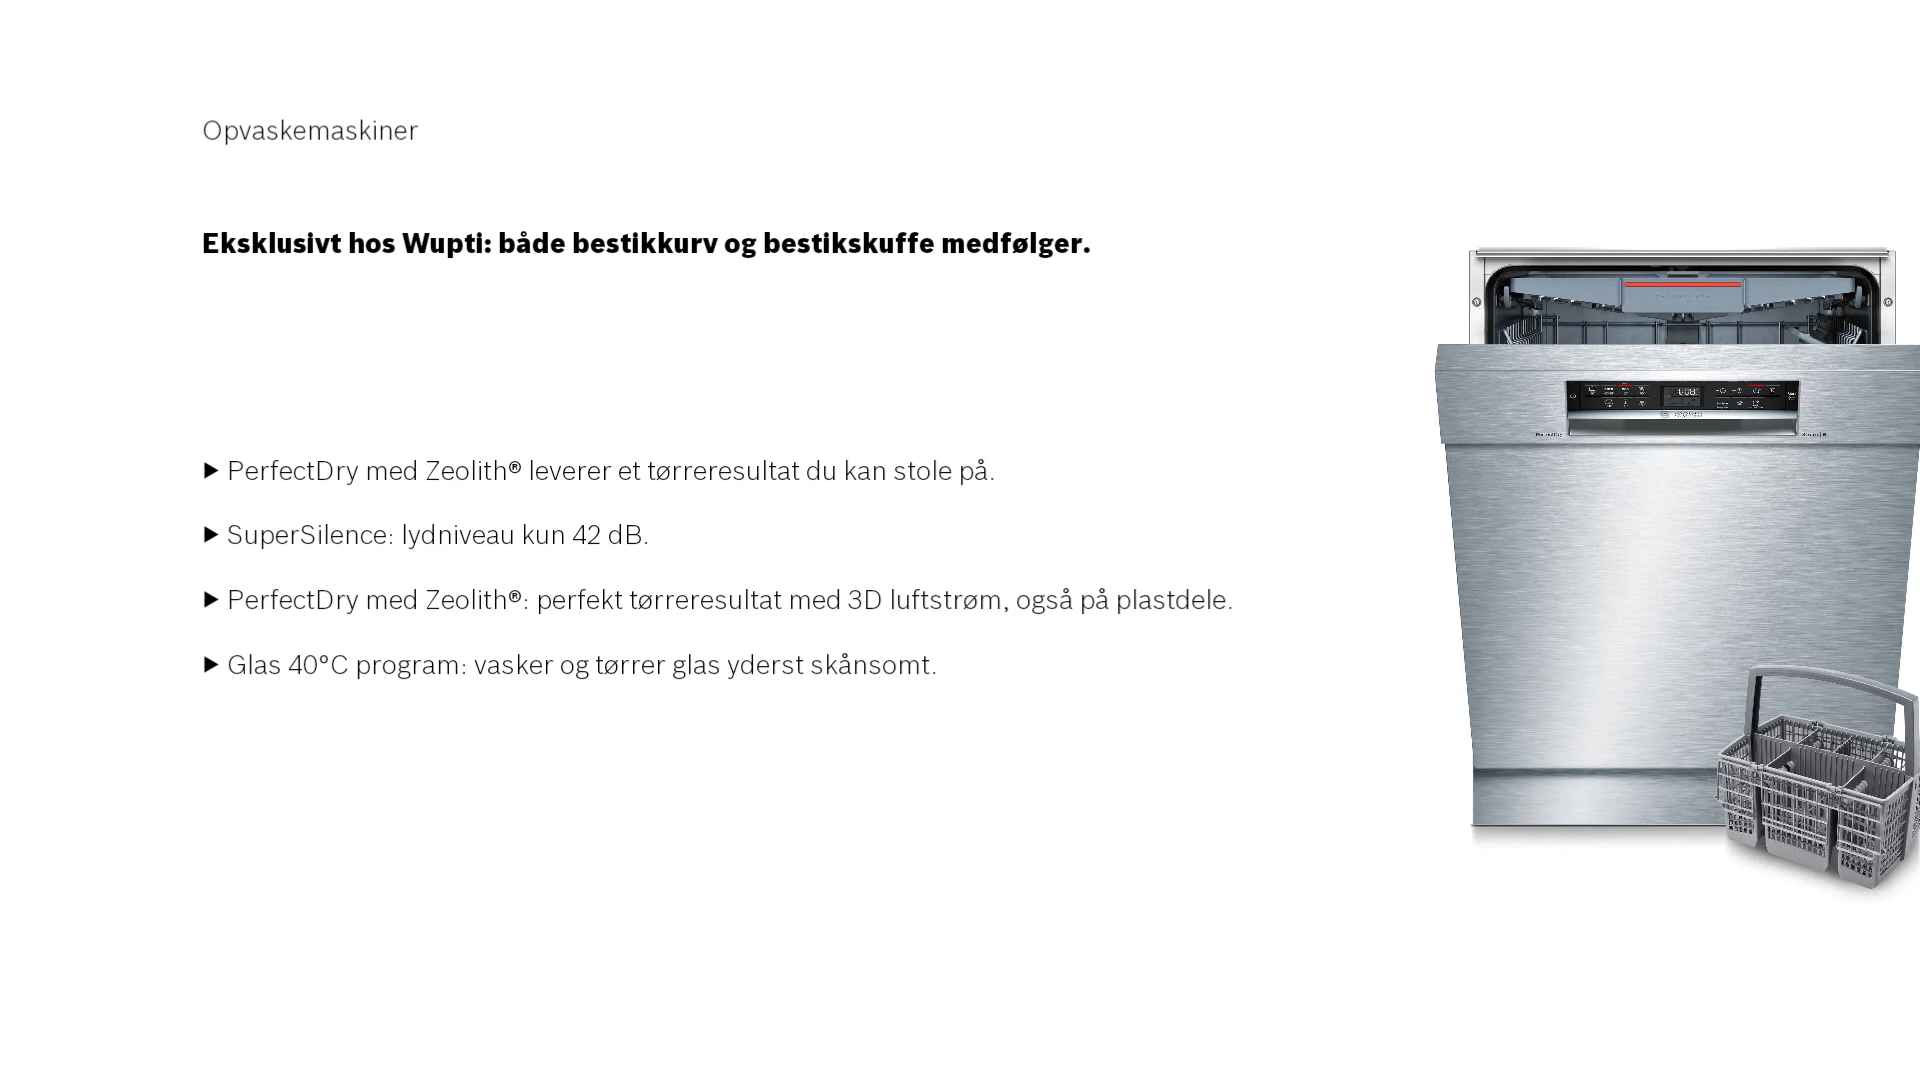 Opvaskemaskiner
Eksklusivt hos Wupti: både bestikkurv og bestikskuffe medfølger.
▶ PerfectDry med Zeolith® leverer et tørreresultat du kan stole på.
▶ SuperSilence: lydniveau kun 42 dB.
▶ PerfectDry med Zeolith®: perfekt tørreresultat med 3D luftstrøm, også på plastdele.
▶ Glas 40°C program: vasker og tørrer glas yderst skånsomt.
PerfectDry